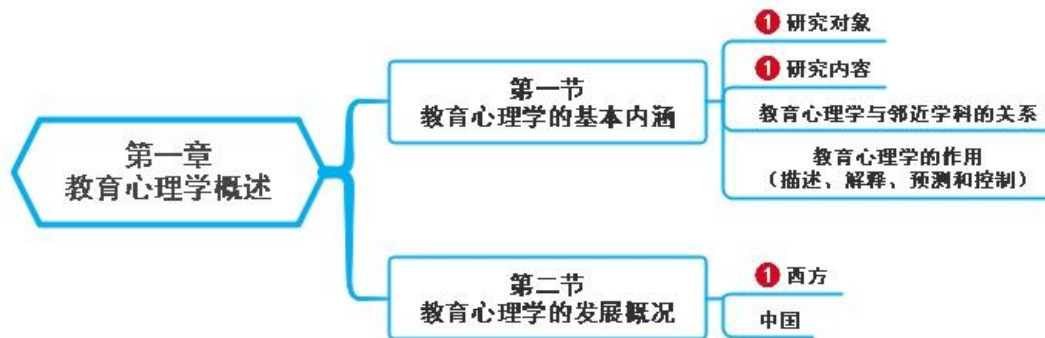 第一章
教育心理学概述
第一节
教育心理学的基本内涵
1 研究对象
1 研究内容
教育心理学与邻近学科的关系
教育心理学的作用
（描述、解释、预测和控制）
第二节
教育心理学的发展概况
1 西方
中国